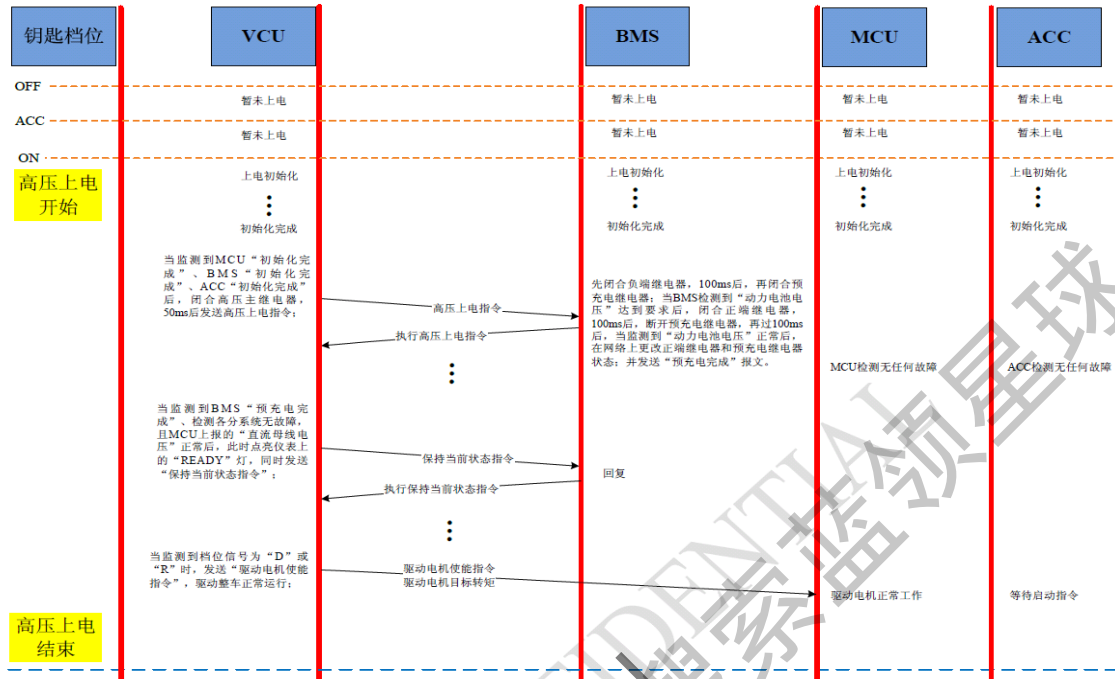 钥匙档位
VCU
BMS
MCU
ACC
OFF
暂未上电
暂未上电
暂未上电
暂未上电
ACC
暂未上电
暂未上电
暂未上电
暂未上电
ON
高压上电
开始
上电初始化
上电初始化
上电初始化
上电初始化
初始化完成
初始化完成
初始化完成
初始化完成
当监测到MCU“初始化完
成”、BMS“初始化完
成”、ACC“初始化完成”
后，闭合高压主继电器，
50ms后发送高压上电指令；
高压上电指令
先闭合负端继电器，100ms后，再闭合预
充电继电器；当BMS检测到“动力电池电
压”达到要求后，闭合正端继电器，
100ms后，断开预充电继电器，再过100ms
后，当监测到“动力电池电压”正常后，
在网络上更改正端继电器和预充电继电器
状态；并发送“预充电完成”报文。
执行高压上电指令
MCU检测无任何故障
ACC检测无任何故障
当监测到BMS“预充电完
成”、检测各分系统无故障，
且MCU上报的“直流母线电
压”正常后，此时点亮仪表上
的“READY”灯，同时发送
“保持当前状态指令”；
保持当前状态指令
回复
执行保持当前状态指令
当监测到档位信号为“D”或
“R”时，发送“驱动电机使能
指令”，驱动整车正常运行；
驱动电机使能指令
驱动电机目标转矩
驱动电机正常工作
等待启动指令
高压上电
结束
搜索蓝领星球